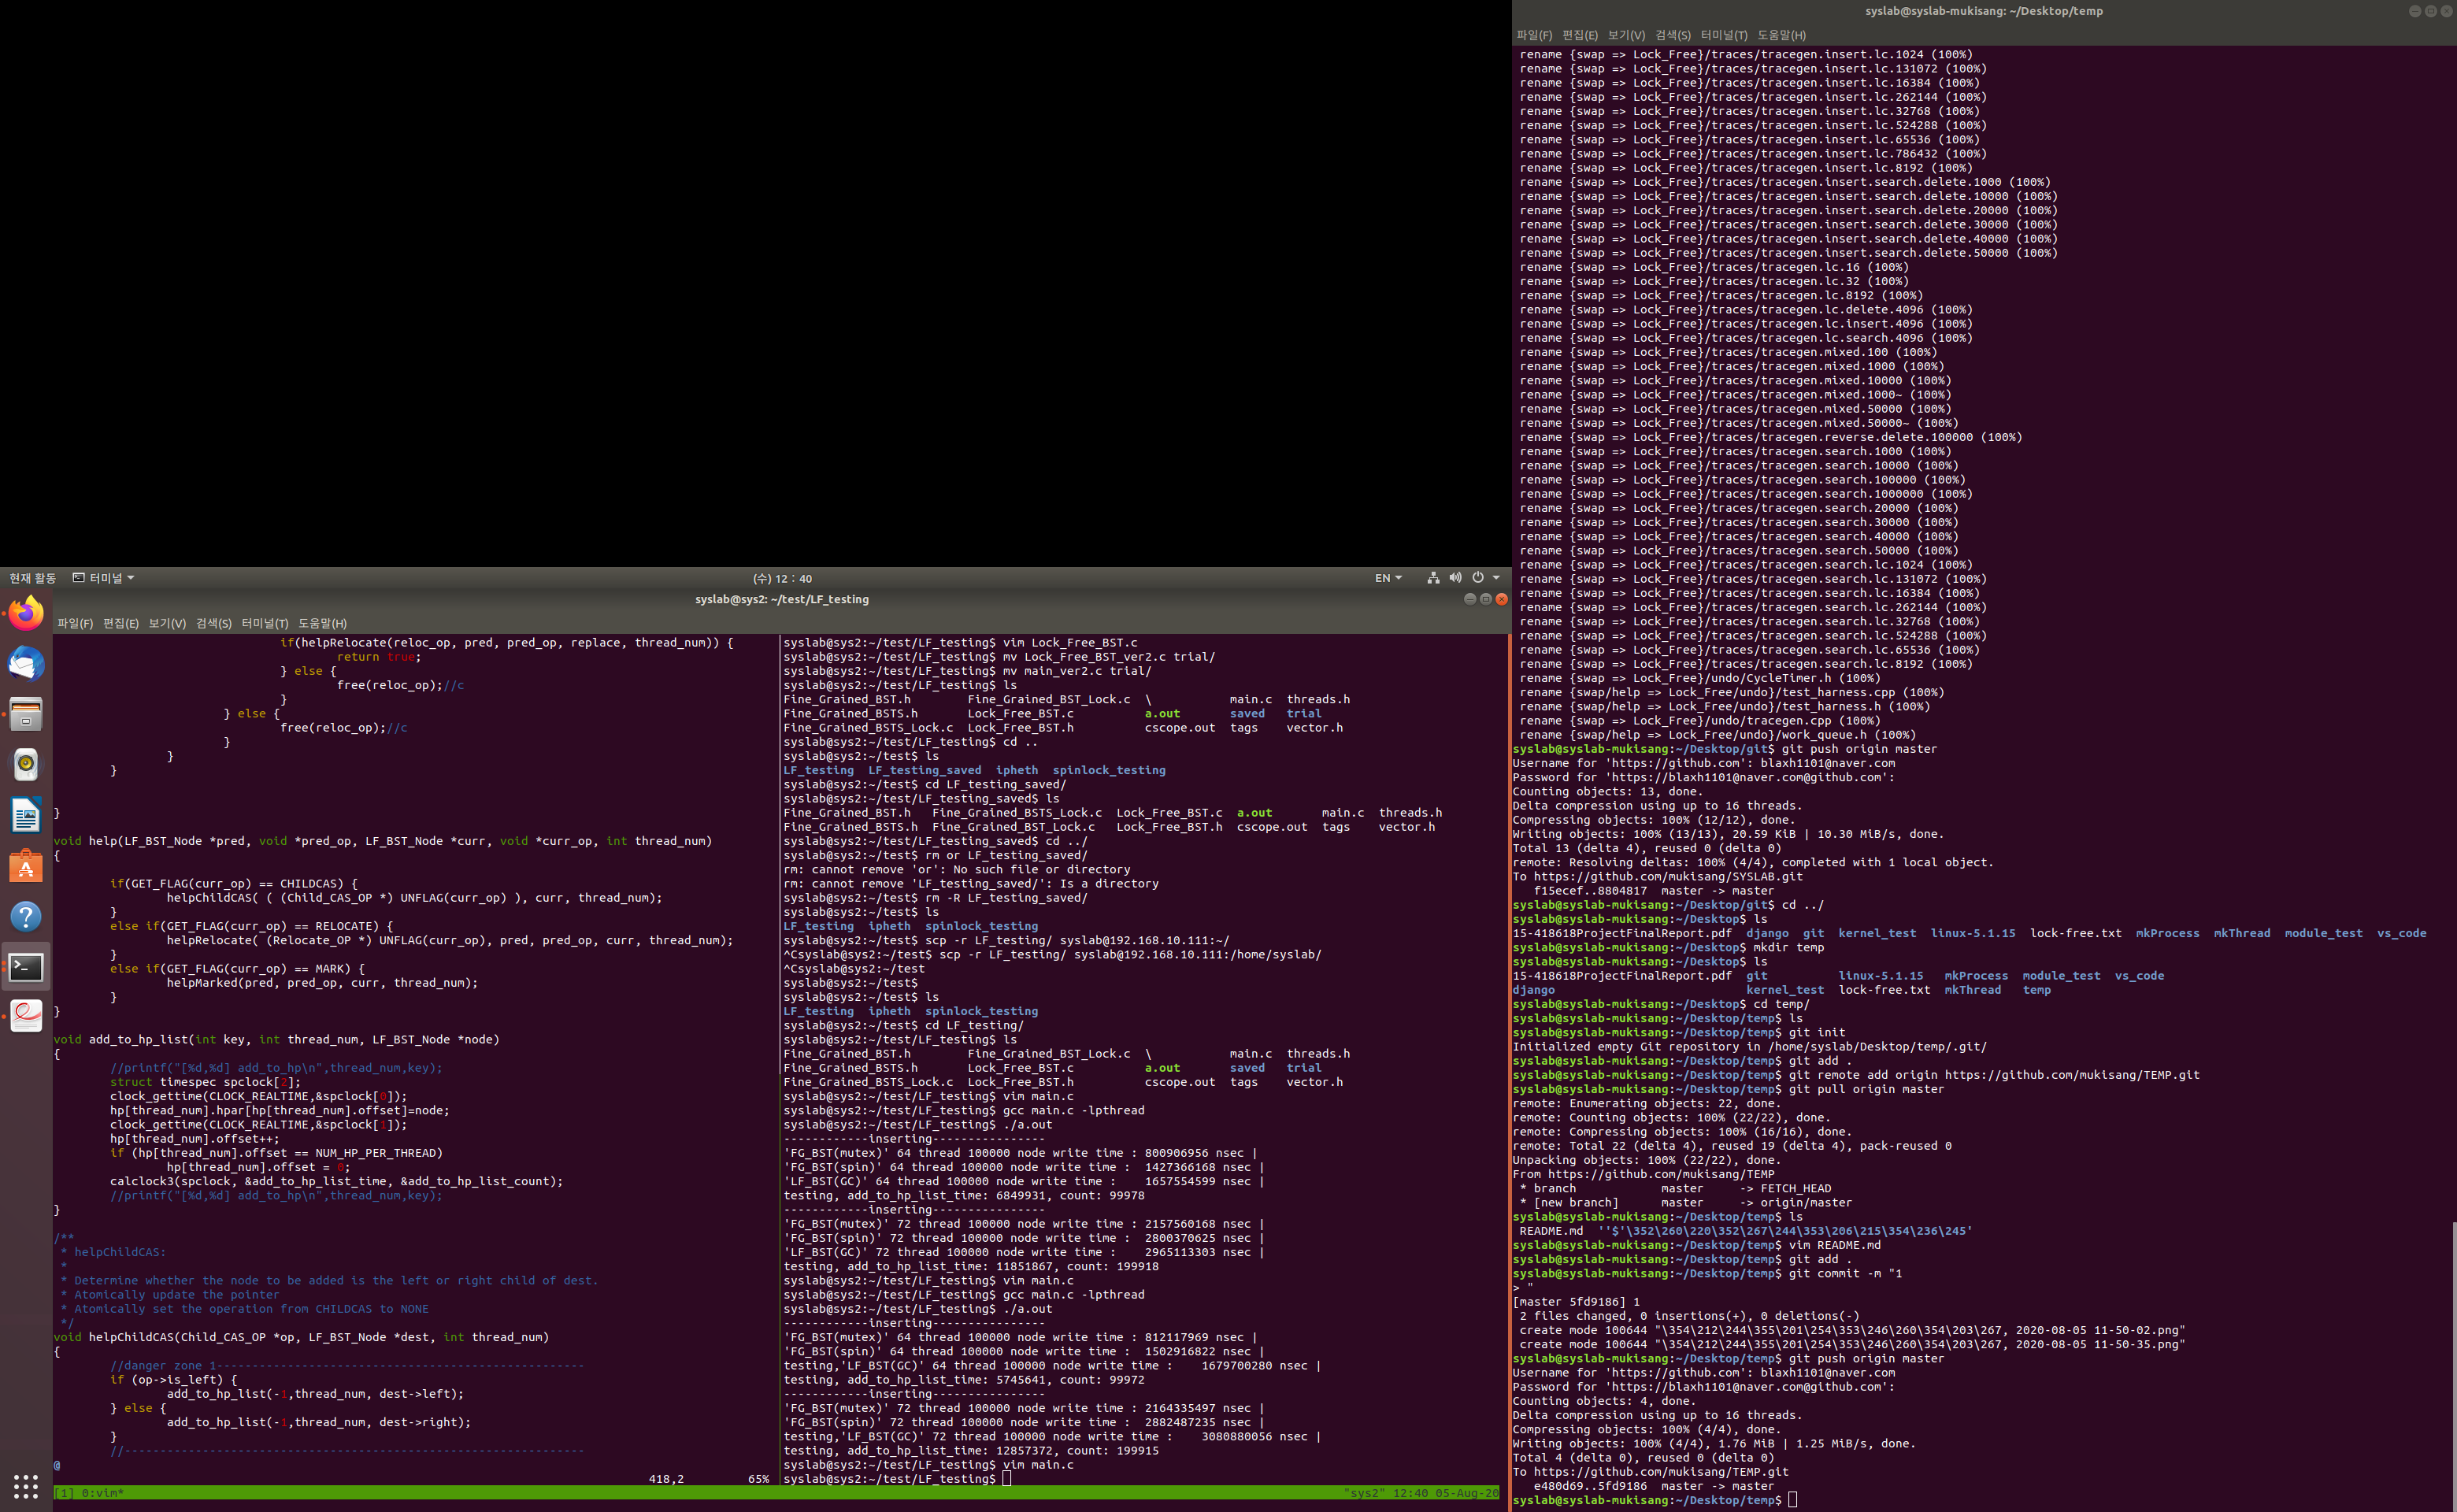 현재 활동 터미널 (수) 12 : 40 EN
syslab@sys2: ~/test/LF_testing
파일(F) 편집(E) 보기(V) 검색(S) 터미널(T) 도움말(H)
if(helpRelocate(reloc_op, pred, pred_op, replace, thread_num)) {
return true;
} else {
free(reloc_op);//c
}
} else {
free(reloc_op);//c
}
}
}
}
void help(LF_BST_Node *pred, void *pred_op, LF_BST_Node *curr, void *curr_op, int thread_num)
{
if(GET_FLAG(curr_op) == CHILDCAS) {
helpChildCAS( ( (Child_CAS_OP *) UNFLAG(curr_op) ), curr, thread_num);
}
else if(GET_FLAG(curr_op) == RELOCATE) {
helpRelocate( (Relocate_OP *) UNFLAG(curr_op), pred, pred_op, curr, thread_num);
}
else if(GET_FLAG(curr_op) == MARK) {
helpMarked(pred, pred_op, curr, thread_num);
}
}
void add_to_hp_list(int key, int thread_num, LF_BST_Node *node)
{
//printf("[%d,%d] add_to_hp\n",thread_num,key);
struct timespec spclock[2];
clock_gettime(CLOCK_REALTIME,&spclock[0]);
hp[thread_num].hpar[hp[thread_num].offset]=node;
clock_gettime(CLOCK_REALTIME,&spclock[1]);
hp[thread_num].offset++;
if (hp[thread_num].offset == NUM_HP_PER_THREAD)
hp[thread_num].offset = 0;
calclock3(spclock, &add_to_hp_list_time, &add_to_hp_list_count);
//printf("[%d,%d] add_to_hp\n",thread_num,key);
}
/**
* helpChildCAS:
*
* Determine whether the node to be added is the left or right child of dest.
* Atomically update the pointer
* Atomically set the operation from CHILDCAS to NONE
*/
void helpChildCAS(Child_CAS_OP *op, LF_BST_Node *dest, int thread_num)
{
//danger zone 1----------------------------------------------------
if (op->is_left) {
add_to_hp_list(-1,thread_num, dest->left);
} else {
add_to_hp_list(-1,thread_num, dest->right);
}
//-----------------------------------------------------------------
@
418,2 65%
syslab@sys2:~/test/LF_testing$ vim Lock_Free_BST.c
syslab@sys2:~/test/LF_testing$ mv Lock_Free_BST_ver2.c trial/
syslab@sys2:~/test/LF_testing$ mv main_ver2.c trial/
syslab@sys2:~/test/LF_testing$ ls
Fine_Grained_BST.h Fine_Grained_BST_Lock.c \ main.c threads.h
Fine_Grained_BSTS.h Lock_Free_BST.c a.out saved trial
Fine_Grained_BSTS_Lock.c Lock_Free_BST.h cscope.out tags vector.h
syslab@sys2:~/test/LF_testing$ cd ..
syslab@sys2:~/test$ ls
LF_testing LF_testing_saved ipheth spinlock_testing
syslab@sys2:~/test$ cd LF_testing_saved/
syslab@sys2:~/test/LF_testing_saved$ ls
Fine_Grained_BST.h Fine_Grained_BSTS_Lock.c Lock_Free_BST.c a.out main.c threads.h
Fine_Grained_BSTS.h Fine_Grained_BST_Lock.c Lock_Free_BST.h cscope.out tags vector.h
syslab@sys2:~/test/LF_testing_saved$ cd ../
syslab@sys2:~/test$ rm or LF_testing_saved/
rm: cannot remove 'or': No such file or directory
rm: cannot remove 'LF_testing_saved/': Is a directory
syslab@sys2:~/test$ rm -R LF_testing_saved/
syslab@sys2:~/test$ ls
LF_testing ipheth spinlock_testing
syslab@sys2:~/test$ scp -r LF_testing/ syslab@192.168.10.111:~/
^Csyslab@sys2:~/test$ scp -r LF_testing/ syslab@192.168.10.111:/home/syslab/
^Csyslab@sys2:~/test
syslab@sys2:~/test$
syslab@sys2:~/test$ ls
LF_testing ipheth spinlock_testing
syslab@sys2:~/test$ cd LF_testing/
syslab@sys2:~/test/LF_testing$ ls
Fine_Grained_BST.h Fine_Grained_BST_Lock.c \ main.c threads.h
Fine_Grained_BSTS.h Lock_Free_BST.c a.out saved trial
Fine_Grained_BSTS_Lock.c Lock_Free_BST.h cscope.out tags vector.h
syslab@sys2:~/test/LF_testing$ vim main.c
syslab@sys2:~/test/LF_testing$ gcc main.c -lpthread
syslab@sys2:~/test/LF_testing$ ./a.out
------------inserting----------------
'FG_BST(mutex)' 64 thread 100000 node write time : 800906956 nsec |
'FG_BST(spin)' 64 thread 100000 node write time : 1427366168 nsec |
'LF_BST(GC)' 64 thread 100000 node write time : 1657554599 nsec |
testing, add_to_hp_list_time: 6849931, count: 99978
------------inserting----------------
'FG_BST(mutex)' 72 thread 100000 node write time : 2157560168 nsec |
'FG_BST(spin)' 72 thread 100000 node write time : 2800370625 nsec |
'LF_BST(GC)' 72 thread 100000 node write time : 2965113303 nsec |
testing, add_to_hp_list_time: 11851867, count: 199918
syslab@sys2:~/test/LF_testing$ vim main.c
syslab@sys2:~/test/LF_testing$ gcc main.c -lpthread
syslab@sys2:~/test/LF_testing$ ./a.out
------------inserting----------------
'FG_BST(mutex)' 64 thread 100000 node write time : 812117969 nsec |
'FG_BST(spin)' 64 thread 100000 node write time : 1502916822 nsec |
testing,'LF_BST(GC)' 64 thread 100000 node write time : 1679700280 nsec |
testing, add_to_hp_list_time: 5745641, count: 99972
------------inserting----------------
'FG_BST(mutex)' 72 thread 100000 node write time : 2164335497 nsec |
'FG_BST(spin)' 72 thread 100000 node write time : 2882487235 nsec |
testing,'LF_BST(GC)' 72 thread 100000 node write time : 3080880056 nsec |
testing, add_to_hp_list_time: 12857372, count: 199915
syslab@sys2:~/test/LF_testing$ vim main.c
syslab@sys2:~/test/LF_testing$
[1] 0:vim* "sys2" 12:40 05-Aug-20
syslab@syslab-mukisang: ~/Desktop/temp
파일(F) 편집(E) 보기(V) 검색(S) 터미널(T) 도움말(H)
rename {swap => Lock_Free}/traces/tracegen.insert.lc.1024 (100%)
rename {swap => Lock_Free}/traces/tracegen.insert.lc.131072 (100%)
rename {swap => Lock_Free}/traces/tracegen.insert.lc.16384 (100%)
rename {swap => Lock_Free}/traces/tracegen.insert.lc.262144 (100%)
rename {swap => Lock_Free}/traces/tracegen.insert.lc.32768 (100%)
rename {swap => Lock_Free}/traces/tracegen.insert.lc.524288 (100%)
rename {swap => Lock_Free}/traces/tracegen.insert.lc.65536 (100%)
rename {swap => Lock_Free}/traces/tracegen.insert.lc.786432 (100%)
rename {swap => Lock_Free}/traces/tracegen.insert.lc.8192 (100%)
rename {swap => Lock_Free}/traces/tracegen.insert.search.delete.1000 (100%)
rename {swap => Lock_Free}/traces/tracegen.insert.search.delete.10000 (100%)
rename {swap => Lock_Free}/traces/tracegen.insert.search.delete.20000 (100%)
rename {swap => Lock_Free}/traces/tracegen.insert.search.delete.30000 (100%)
rename {swap => Lock_Free}/traces/tracegen.insert.search.delete.40000 (100%)
rename {swap => Lock_Free}/traces/tracegen.insert.search.delete.50000 (100%)
rename {swap => Lock_Free}/traces/tracegen.lc.16 (100%)
rename {swap => Lock_Free}/traces/tracegen.lc.32 (100%)
rename {swap => Lock_Free}/traces/tracegen.lc.8192 (100%)
rename {swap => Lock_Free}/traces/tracegen.lc.delete.4096 (100%)
rename {swap => Lock_Free}/traces/tracegen.lc.insert.4096 (100%)
rename {swap => Lock_Free}/traces/tracegen.lc.search.4096 (100%)
rename {swap => Lock_Free}/traces/tracegen.mixed.100 (100%)
rename {swap => Lock_Free}/traces/tracegen.mixed.1000 (100%)
rename {swap => Lock_Free}/traces/tracegen.mixed.10000 (100%)
rename {swap => Lock_Free}/traces/tracegen.mixed.1000~ (100%)
rename {swap => Lock_Free}/traces/tracegen.mixed.50000 (100%)
rename {swap => Lock_Free}/traces/tracegen.mixed.50000~ (100%)
rename {swap => Lock_Free}/traces/tracegen.reverse.delete.100000 (100%)
rename {swap => Lock_Free}/traces/tracegen.search.1000 (100%)
rename {swap => Lock_Free}/traces/tracegen.search.10000 (100%)
rename {swap => Lock_Free}/traces/tracegen.search.100000 (100%)
rename {swap => Lock_Free}/traces/tracegen.search.1000000 (100%)
rename {swap => Lock_Free}/traces/tracegen.search.20000 (100%)
rename {swap => Lock_Free}/traces/tracegen.search.30000 (100%)
rename {swap => Lock_Free}/traces/tracegen.search.40000 (100%)
rename {swap => Lock_Free}/traces/tracegen.search.50000 (100%)
rename {swap => Lock_Free}/traces/tracegen.search.lc.1024 (100%)
rename {swap => Lock_Free}/traces/tracegen.search.lc.131072 (100%)
rename {swap => Lock_Free}/traces/tracegen.search.lc.16384 (100%)
rename {swap => Lock_Free}/traces/tracegen.search.lc.262144 (100%)
rename {swap => Lock_Free}/traces/tracegen.search.lc.32768 (100%)
rename {swap => Lock_Free}/traces/tracegen.search.lc.524288 (100%)
rename {swap => Lock_Free}/traces/tracegen.search.lc.65536 (100%)
rename {swap => Lock_Free}/traces/tracegen.search.lc.8192 (100%)
rename {swap => Lock_Free}/undo/CycleTimer.h (100%)
rename {swap/help => Lock_Free/undo}/test_harness.cpp (100%)
rename {swap/help => Lock_Free/undo}/test_harness.h (100%)
rename {swap => Lock_Free}/undo/tracegen.cpp (100%)
rename {swap/help => Lock_Free/undo}/work_queue.h (100%)
syslab@syslab-mukisang:~/Desktop/git$ git push origin master
Username for 'https://github.com': blaxh1101@naver.com
Password for 'https://blaxh1101@naver.com@github.com':
Counting objects: 13, done.
Delta compression using up to 16 threads.
Compressing objects: 100% (12/12), done.
Writing objects: 100% (13/13), 20.59 KiB | 10.30 MiB/s, done.
Total 13 (delta 4), reused 0 (delta 0)
remote: Resolving deltas: 100% (4/4), completed with 1 local object.
To https://github.com/mukisang/SYSLAB.git
f15ecef..8804817 master -> master
syslab@syslab-mukisang:~/Desktop/git$ cd ../
syslab@syslab-mukisang:~/Desktop$ ls
15-418618ProjectFinalReport.pdf django git kernel_test linux-5.1.15 lock-free.txt mkProcess mkThread module_test vs_code
syslab@syslab-mukisang:~/Desktop$ mkdir temp
syslab@syslab-mukisang:~/Desktop$ ls
15-418618ProjectFinalReport.pdf git linux-5.1.15 mkProcess module_test vs_code
django kernel_test lock-free.txt mkThread temp
syslab@syslab-mukisang:~/Desktop$ cd temp/
syslab@syslab-mukisang:~/Desktop/temp$ ls
syslab@syslab-mukisang:~/Desktop/temp$ git init
Initialized empty Git repository in /home/syslab/Desktop/temp/.git/
syslab@syslab-mukisang:~/Desktop/temp$ git add .
syslab@syslab-mukisang:~/Desktop/temp$ git remote add origin https://github.com/mukisang/TEMP.git
syslab@syslab-mukisang:~/Desktop/temp$ git pull origin master
remote: Enumerating objects: 22, done.
remote: Counting objects: 100% (22/22), done.
remote: Compressing objects: 100% (16/16), done.
remote: Total 22 (delta 4), reused 19 (delta 4), pack-reused 0
Unpacking objects: 100% (22/22), done.
From https://github.com/mukisang/TEMP
* branch master -> FETCH_HEAD
* [new branch] master -> origin/master
syslab@syslab-mukisang:~/Desktop/temp$ ls
README.md ''$'\352\260\220\352\267\244\353\206\215\354\236\245'
syslab@syslab-mukisang:~/Desktop/temp$ vim README.md
syslab@syslab-mukisang:~/Desktop/temp$ git add .
syslab@syslab-mukisang:~/Desktop/temp$ git commit -m "1
> "
[master 5fd9186] 1
2 files changed, 0 insertions(+), 0 deletions(-)
create mode 100644 "\354\212\244\355\201\254\353\246\260\354\203\267, 2020-08-05 11-50-02.png"
create mode 100644 "\354\212\244\355\201\254\353\246\260\354\203\267, 2020-08-05 11-50-35.png"
syslab@syslab-mukisang:~/Desktop/temp$ git push origin master
Username for 'https://github.com': blaxh1101@naver.com
Password for 'https://blaxh1101@naver.com@github.com':
Counting objects: 4, done.
Delta compression using up to 16 threads.
Compressing objects: 100% (4/4), done.
Writing objects: 100% (4/4), 1.76 MiB | 1.25 MiB/s, done.
Total 4 (delta 0), reused 0 (delta 0)
To https://github.com/mukisang/TEMP.git
e480d69..5fd9186 master -> master
syslab@syslab-mukisang:~/Desktop/temp$